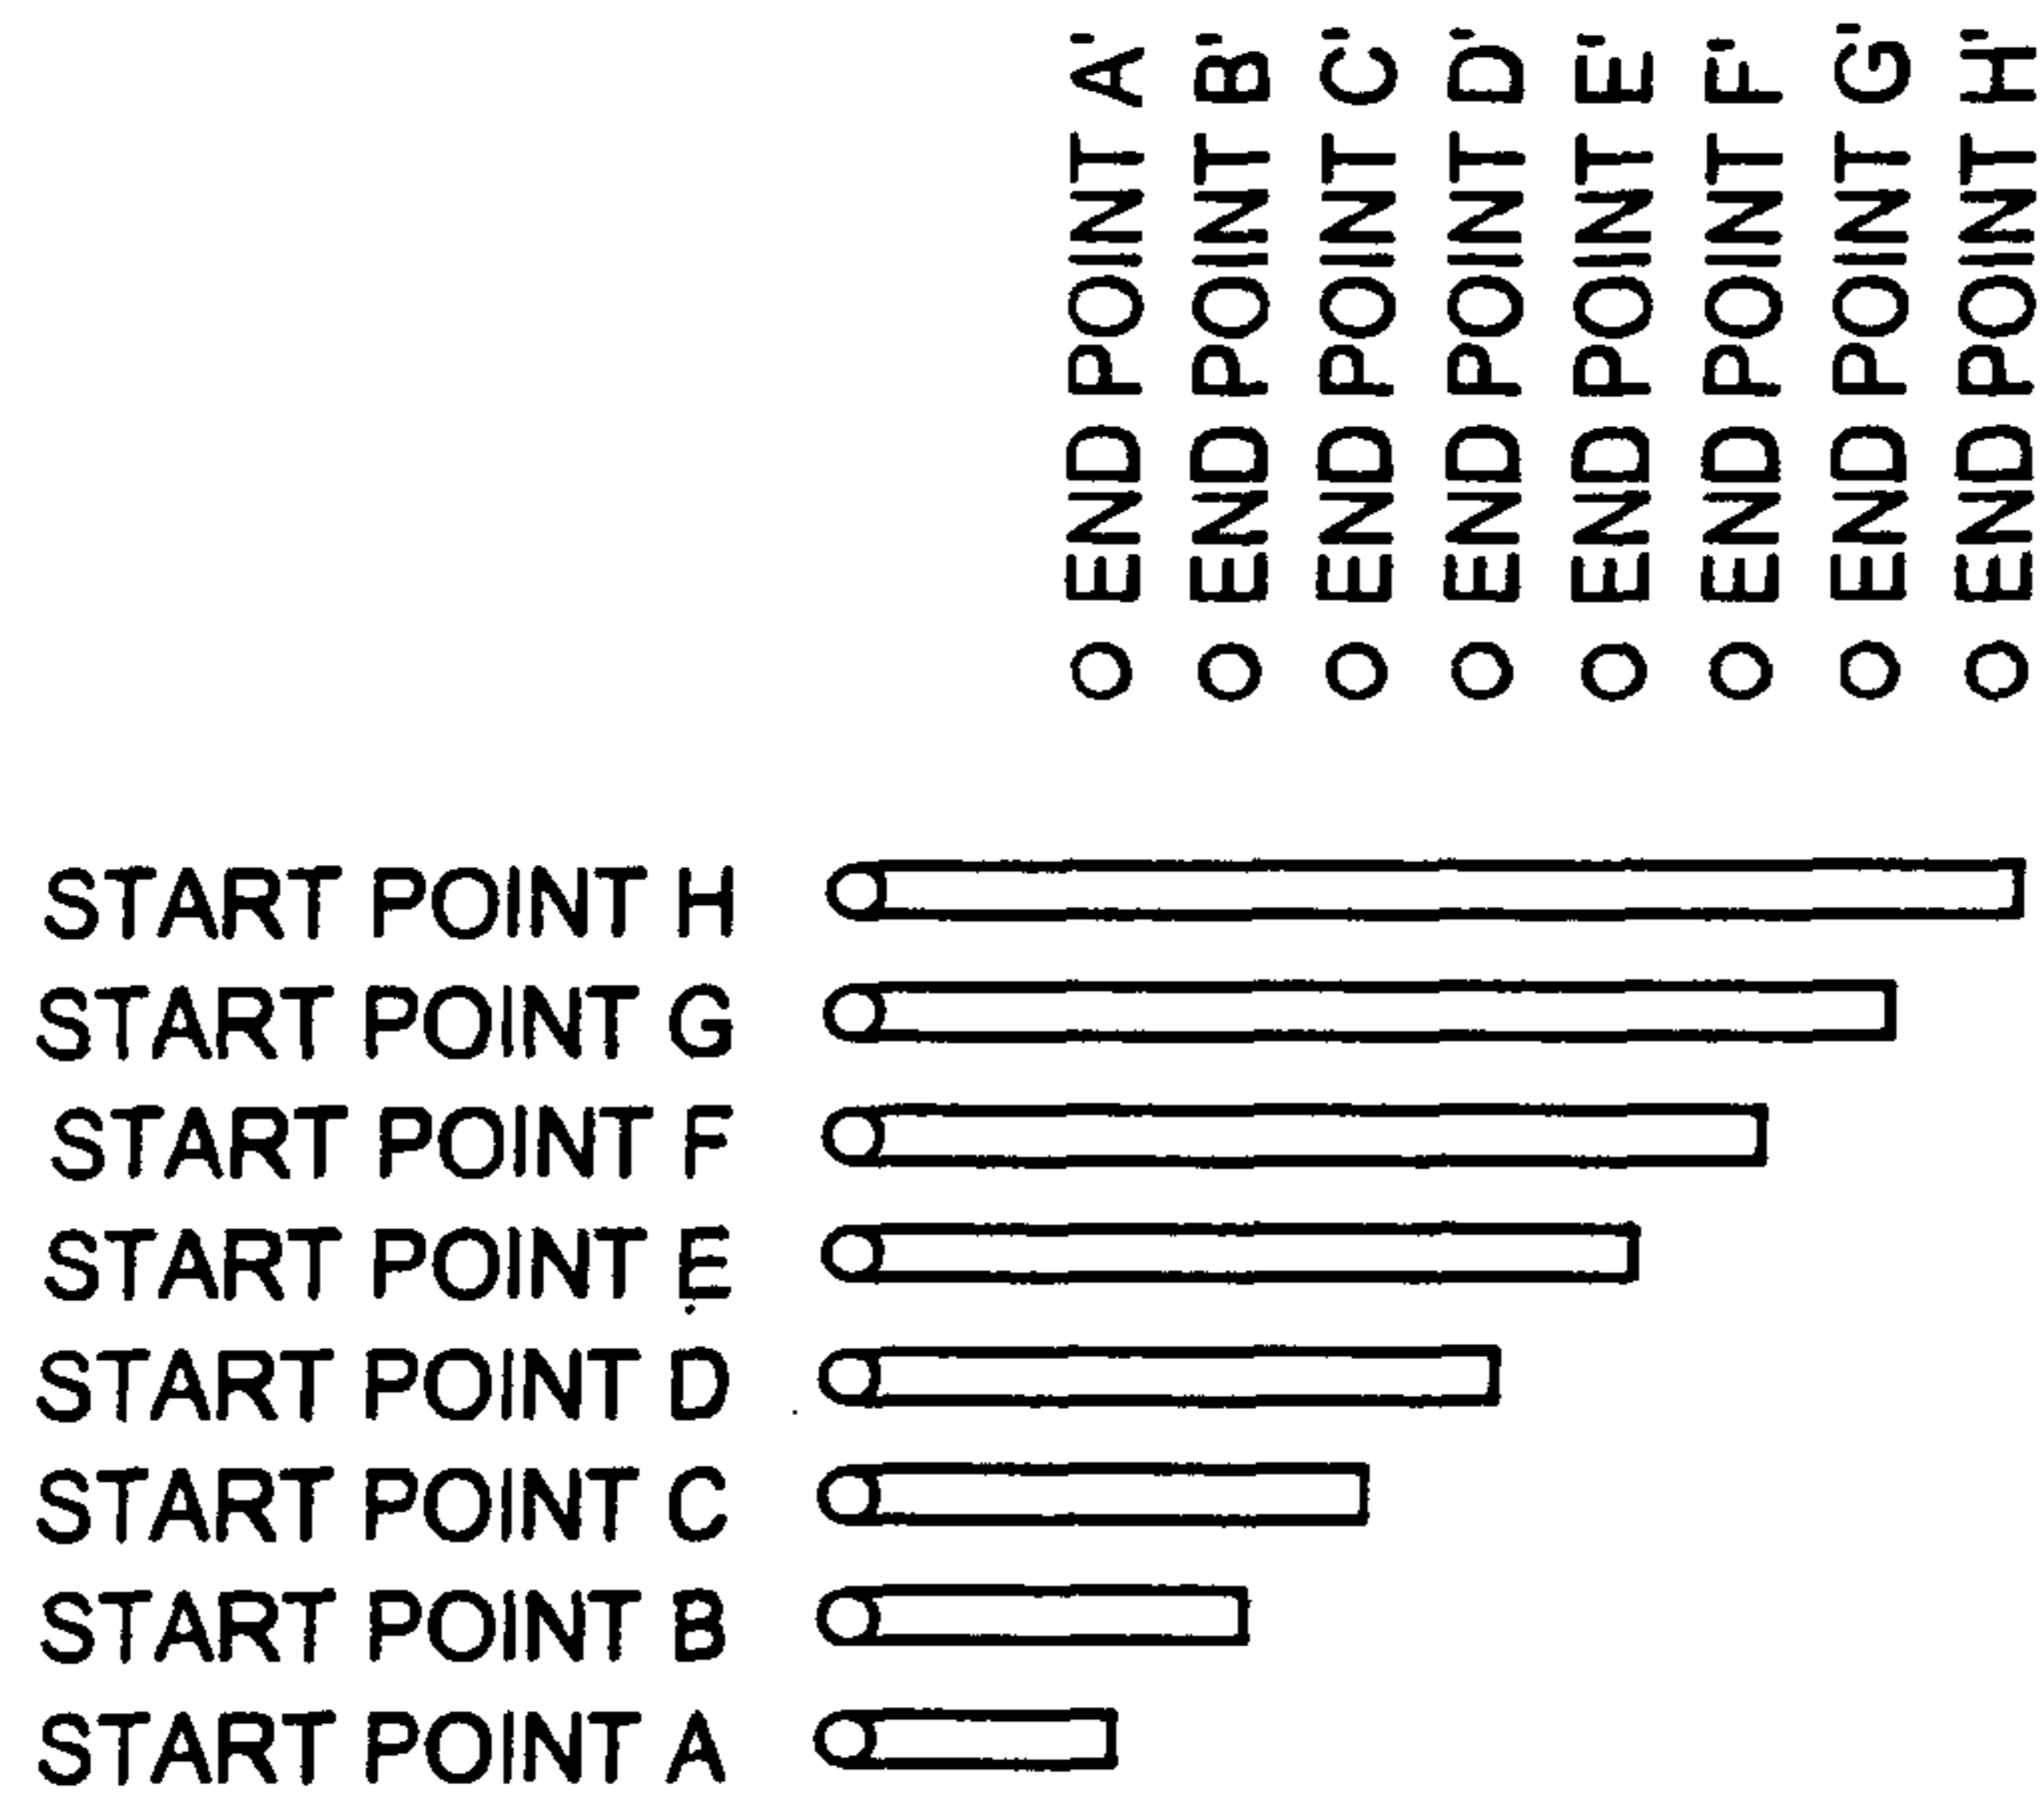 END POINT A'
END POINT B'
END POINT C'
END POINT D'
END POINT E'
END POINT F'
END POINT G'
END POINT H'
START POINT H
START POINT G
START POINT F
START POINT E
START POINT D
START POINT C
START POINT B
START POINT A